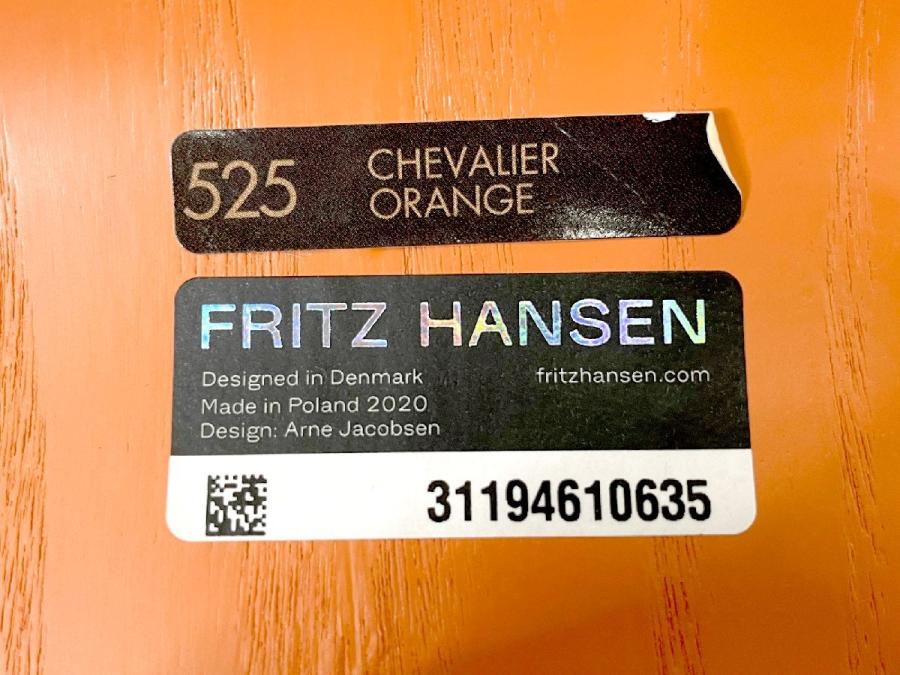 525 CHEVALIER
ORANGE
FRITZ HANSEN
Designed in Denmark fritzhansen.com
Made in Poland 2020
Design: Arne Jacobsen
31194610635